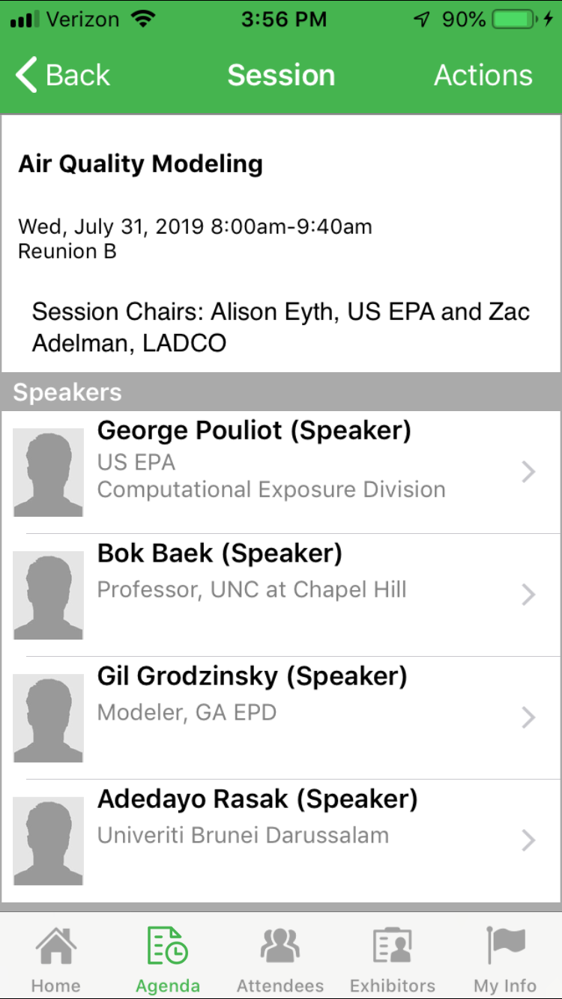 Verizon 3:56 PM 90%
Back Session Actions
Air Quality Modeling
Wed, July 31, 2019 8:00am-9:40am
Reunion B
Session Chairs: Alison Eyth, US EPA and Zac
Adelman, LADCO
Speakers
George Pouliot (Speaker)
US EPA
Computational Exposure Division
Bok Baek (Speaker)
Professor, UNC at Chapel Hill
Gil Grodzinsky (Speaker)
Modeler, GA EPD
Adedayo Rasak (Speaker)
Univeriti Brunei Darussalam
Home Agenda Attendees Exhibitors My Info